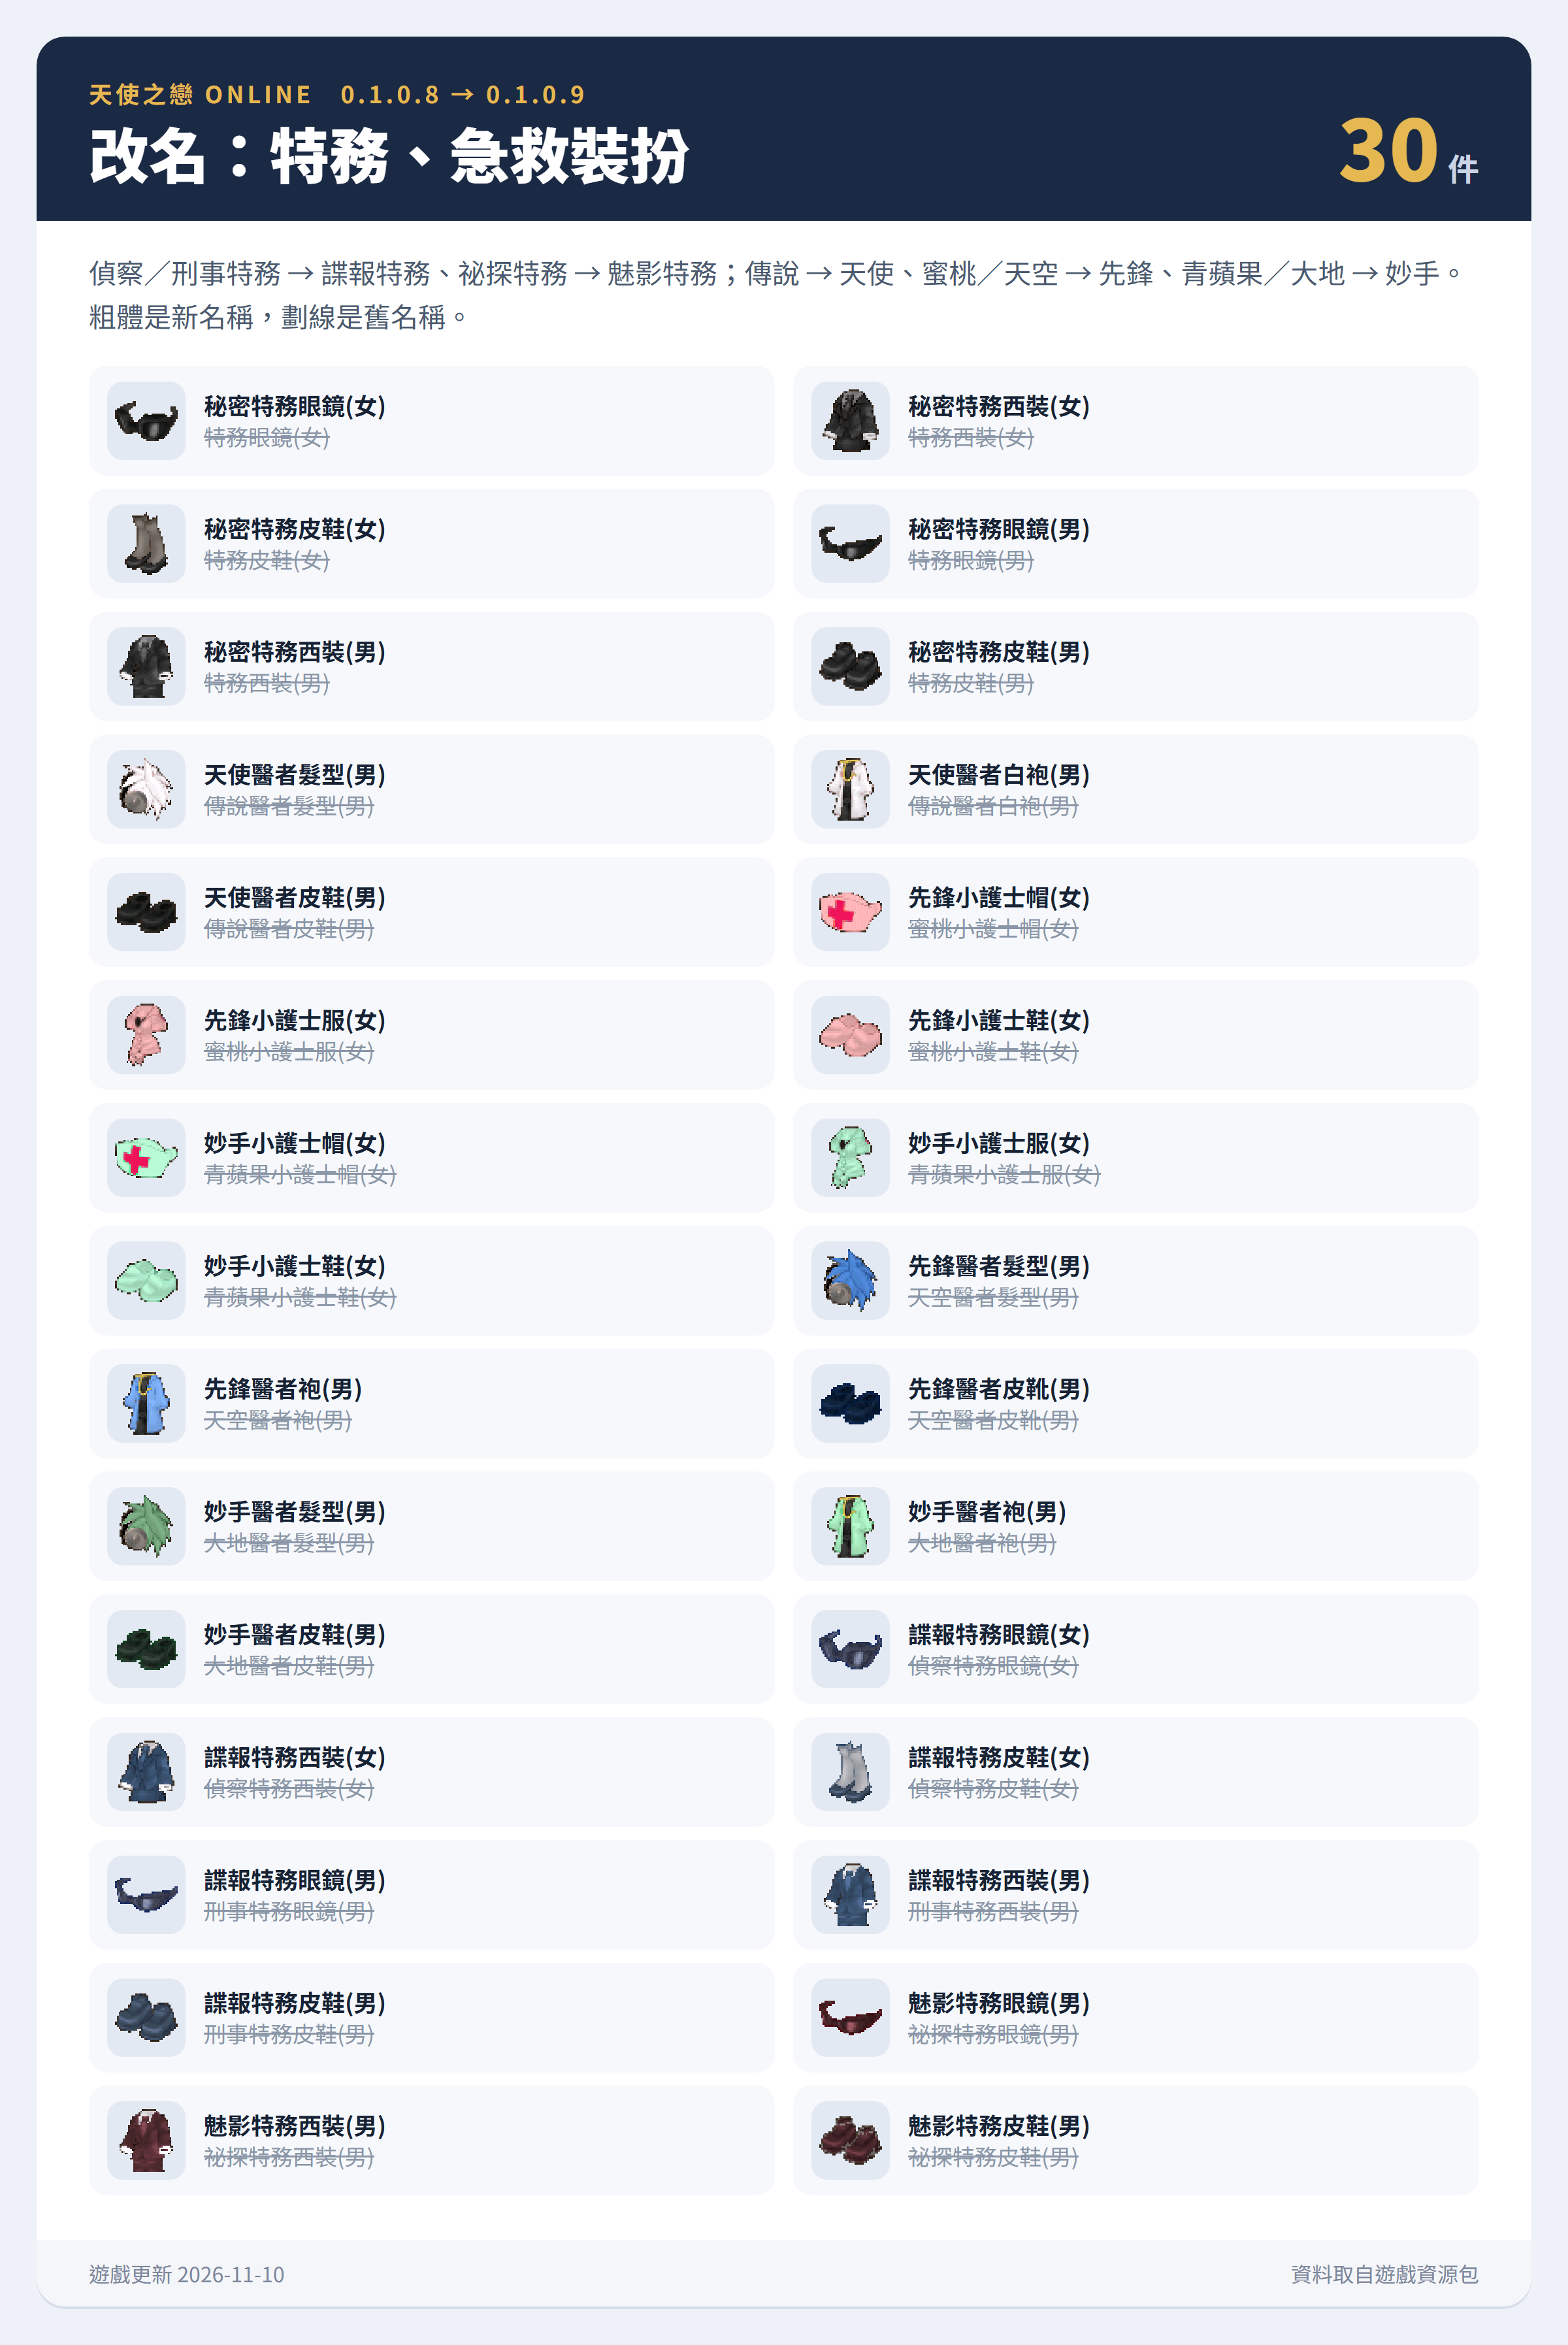 天使之戀 ONLINE 0.1.0.8 → 0.1.0.9
改名：特務、急救裝扮
30 件
偵察／刑事特務 → 諜報特務、祕探特務 → 魅影特務；傳說 → 天使、蜜桃／天空 → 先鋒、青蘋果／大地 → 妙手。
粗體是新名稱，劃線是舊名稱。
秘密特務眼鏡(女)
特務眼鏡(女)
秘密特務西裝(女)
特務西裝(女)
秘密特務皮鞋(女)
特務皮鞋(女)
秘密特務眼鏡(男)
特務眼鏡(男)
秘密特務西裝(男)
特務西裝(男)
秘密特務皮鞋(男)
特務皮鞋(男)
天使醫者髮型(男)
傳說醫者髮型(男)
天使醫者白袍(男)
傳說醫者白袍(男)
天使醫者皮鞋(男)
傳說醫者皮鞋(男)
先鋒小護士帽(女)
蜜桃小護士帽(女)
先鋒小護士服(女)
蜜桃小護士服(女)
先鋒小護士鞋(女)
蜜桃小護士鞋(女)
妙手小護士帽(女)
青蘋果小護士帽(女)
妙手小護士服(女)
青蘋果小護士服(女)
妙手小護士鞋(女)
青蘋果小護士鞋(女)
先鋒醫者髮型(男)
天空醫者髮型(男)
先鋒醫者袍(男)
天空醫者袍(男)
先鋒醫者皮靴(男)
天空醫者皮靴(男)
妙手醫者髮型(男)
大地醫者髮型(男)
妙手醫者袍(男)
大地醫者袍(男)
妙手醫者皮鞋(男)
大地醫者皮鞋(男)
諜報特務眼鏡(女)
偵察特務眼鏡(女)
諜報特務西裝(女)
偵察特務西裝(女)
諜報特務皮鞋(女)
偵察特務皮鞋(女)
諜報特務眼鏡(男)
刑事特務眼鏡(男)
諜報特務西裝(男)
刑事特務西裝(男)
諜報特務皮鞋(男)
刑事特務皮鞋(男)
魅影特務眼鏡(男)
祕探特務眼鏡(男)
魅影特務西裝(男)
祕探特務西裝(男)
魅影特務皮鞋(男)
祕探特務皮鞋(男)
遊戲更新 2026-11-10
資料取自遊戲資源包